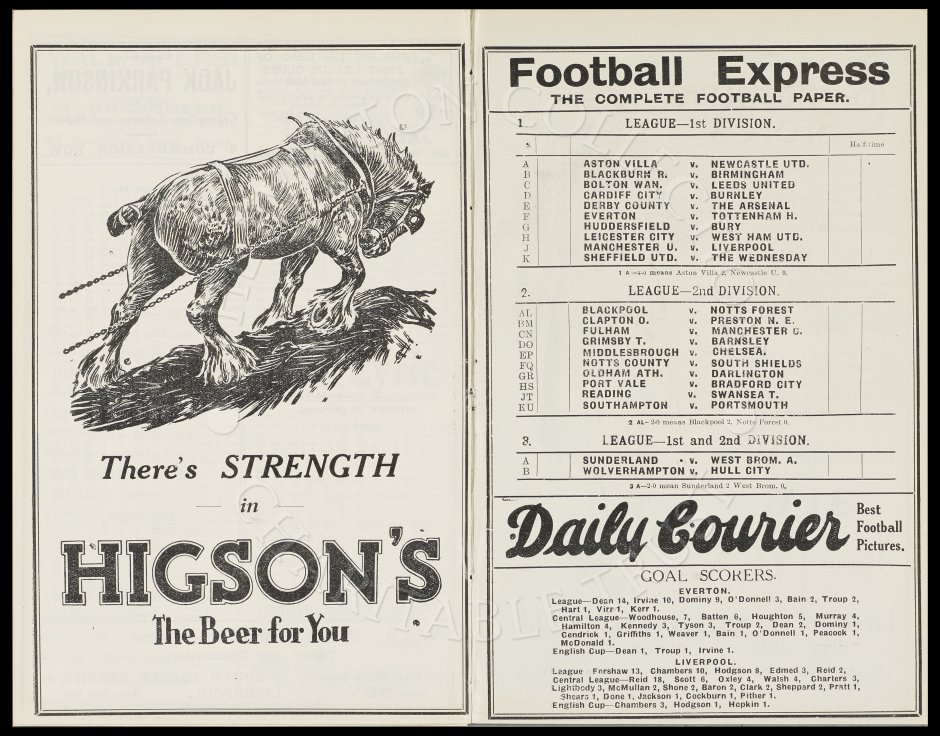 There's STRENGTH
in
HIGSON'S
The Beer for You
Football Express
THE COMPLETE FOOTBALL PAPER.
1. LEAGUE—1st DIVISION.
Half-time
A ASTON VILLA v. NEWCASTLE UTD.
B BLACKBURN R. v. BIRMINGHAM
C BOLTON WAN. v. LEEDS UNITED
D CARDIFF CITY v. BURNLEY
E DERBY COUNTY v. THE ARSENAL
F EVERTON v. TOTTENHAM H.
G HUDDERSFIELD v. BURY
H LEICESTER CITY v. WEST HAM UTD.
J MANCHESTER U. v. LIVERPOOL
K SHEFFIELD UTD. v. THE WEDNESDAY
1 A—2-0 means Aston Villa 2, Newcastle U. 0.
2. LEAGUE—2nd DIVISION.
AL BLACKPOOL v. NOTTS FOREST
BM CLAPTON O. v. PRESTON N. E.
CN FULHAM v. MANCHESTER C.
DO GRIMSBY T. v. BARNSLEY
EP MIDDLESBROUGH v. CHELSEA.
FQ NOTTS COUNTY v. SOUTH SHIELDS
GR OLDHAM ATH. v. DARLINGTON
HS PORT VALE v. BRADFORD CITY
JT READING v. SWANSEA T.
KU SOUTHAMPTON v. PORTSMOUTH
2 AL—2-0 means Blackpool 2, Notts Forest 0.
3. LEAGUE—1st and 2nd DIVISION.
A SUNDERLAND v. WEST BROM. A.
B WOLVERHAMPTON v. HULL CITY
3 A—2-0 mean Sunderland 2 West Brom. 0.
Daily Courier
Best
Football
Pictures.
GOAL SCORERS.
EVERTON.
League—Dean 14, Irvine 10, Dominy 9, O'Donnell 3, Bain 2, Troup 2,
Hart 1, Virr 1, Kerr 1.
Central League—Woodhouse, 7, Batten 6, Houghton 5, Murray 4,
Hamilton 4, Kennedy 3, Tyson 3, Troup 2, Dean 2, Dominy 1,
Cendrick 1, Griffiths 1, Weaver 1, Bain 1, O'Donnell 1, Peacock 1,
McDonald 1.
English Cup—Dean 1, Troup 1, Irvine 1.
LIVERPOOL.
League—Forshaw 13, Chambers 10, Hodgson 8, Edmed 3, Reid 2,
Central League—Reid 18, Scott 6, Oxley 4, Walsh 4, Charters 3,
Lightbody 3, McMullan 2, Shone 2, Baron 2, Clark 2, Sheppard 2, Pratt 1,
Shears 1, Done 1, Jackson 1, Cockburn 1, Pither 1.
English Cup—Chambers 3, Hodgson 1, Hopkin 1.